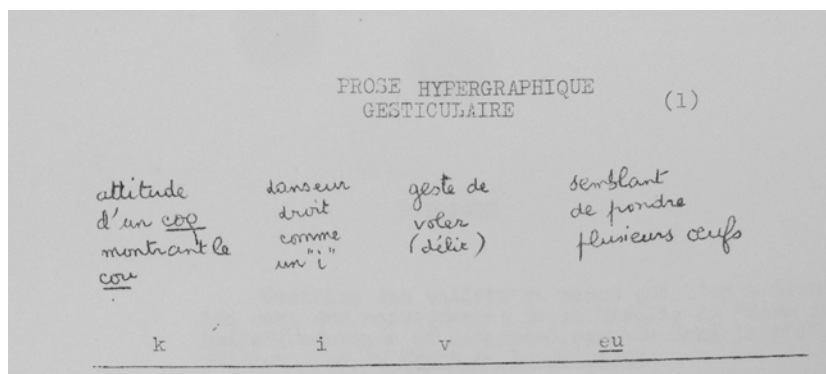 PROSE HYPERGRAPHIQUE
GESTICULAIRE (1)
attitude
d'un coq
montrant le
cou
danseur
droit
comme
un "i"
geste de
voler
(délit)
semblant
de pondre
plusieurs œufs
k i v eu